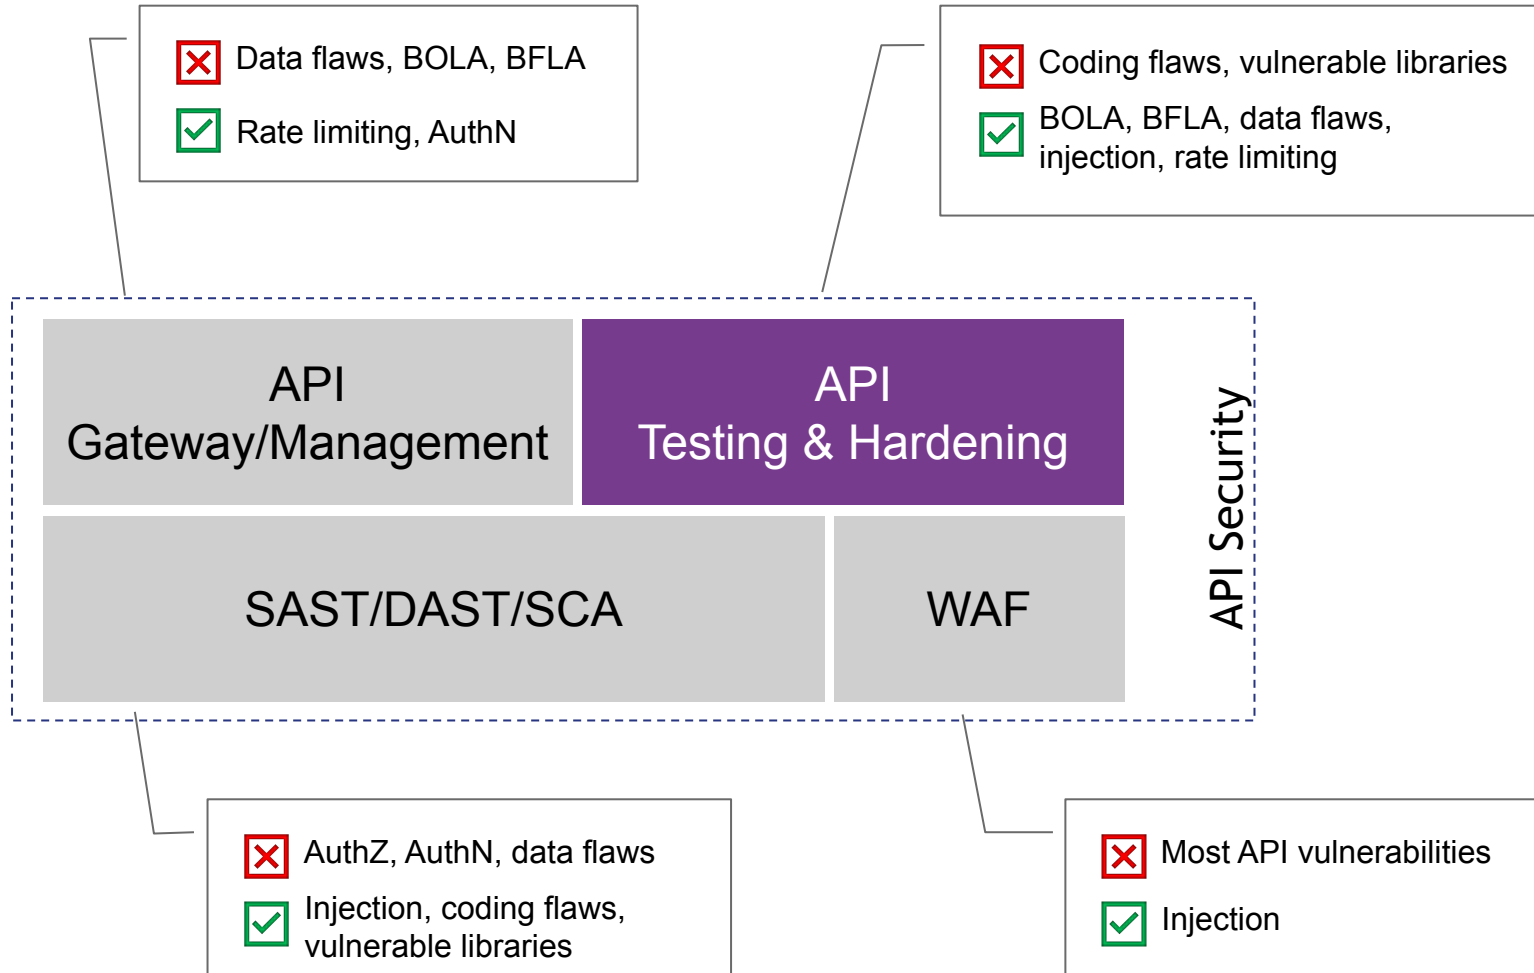 Data flaws, BOLA, BFLA
Rate limiting, AuthN
Coding flaws, vulnerable libraries
BOLA, BFLA, data flaws,
injection, rate limiting
API
Gateway/Management
API
Testing & Hardening
API Security
SAST/DAST/SCA
WAF
AuthZ, AuthN, data flaws
Injection, coding flaws,
vulnerable libraries
Most API vulnerabilities
Injection